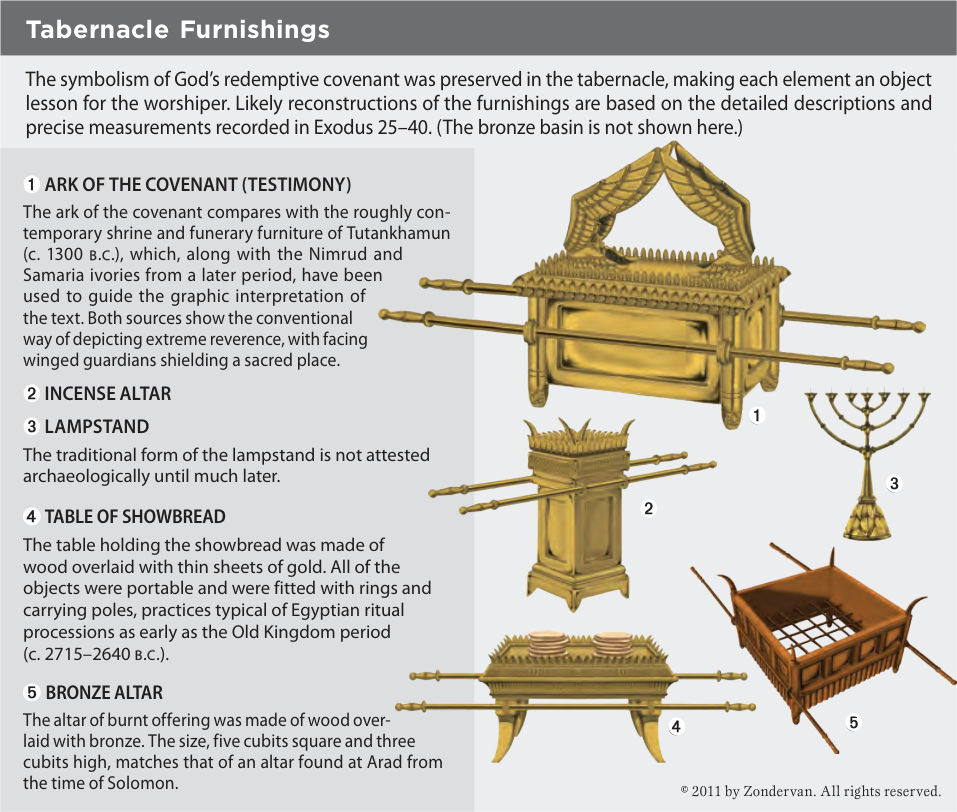 Tabernacle Furnishings
The symbolism of God’s redemptive covenant was preserved in the tabernacle, making each element an object
lesson for the worshiper. Likely reconstructions of the furnishings are based on the detailed descriptions and
precise measurements recorded in Exodus 25–40. (The bronze basin is not shown here.)
1 ARK OF THE COVENANT (TESTIMONY)
The ark of the covenant compares with the roughly con-
temporary shrine and funerary furniture of Tutankhamun
(c. 1300 B.C.), which, along with the Nimrud and
Samaria ivories from a later period, have been
used to guide the graphic interpretation of
the text. Both sources show the conventional
way of depicting extreme reverence, with facing
winged guardians shielding a sacred place.
2 INCENSE ALTAR
3 LAMPSTAND
The traditional form of the lampstand is not attested
archaeologically until much later.
4 TABLE OF SHOWBREAD
The table holding the showbread was made of
wood overlaid with thin sheets of gold. All of the
objects were portable and were fitted with rings and
carrying poles, practices typical of Egyptian ritual
processions as early as the Old Kingdom period
(c. 2715–2640 B.C.).
5 BRONZE ALTAR
The altar of burnt offering was made of wood over-
laid with bronze. The size, five cubits square and three
cubits high, matches that of an altar found at Arad from
the time of Solomon.
1
2
3
4
5
© 2011 by Zondervan. All rights reserved.